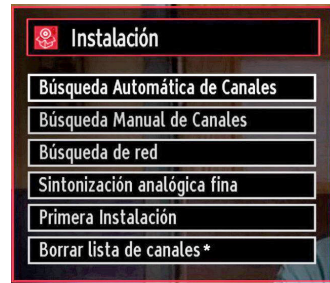 Instalación
Búsqueda Automática de Canales
Búsqueda Manual de Canales
Búsqueda de red
Sintonización analógica fina
Primera Instalación
Borrar lista de canales*